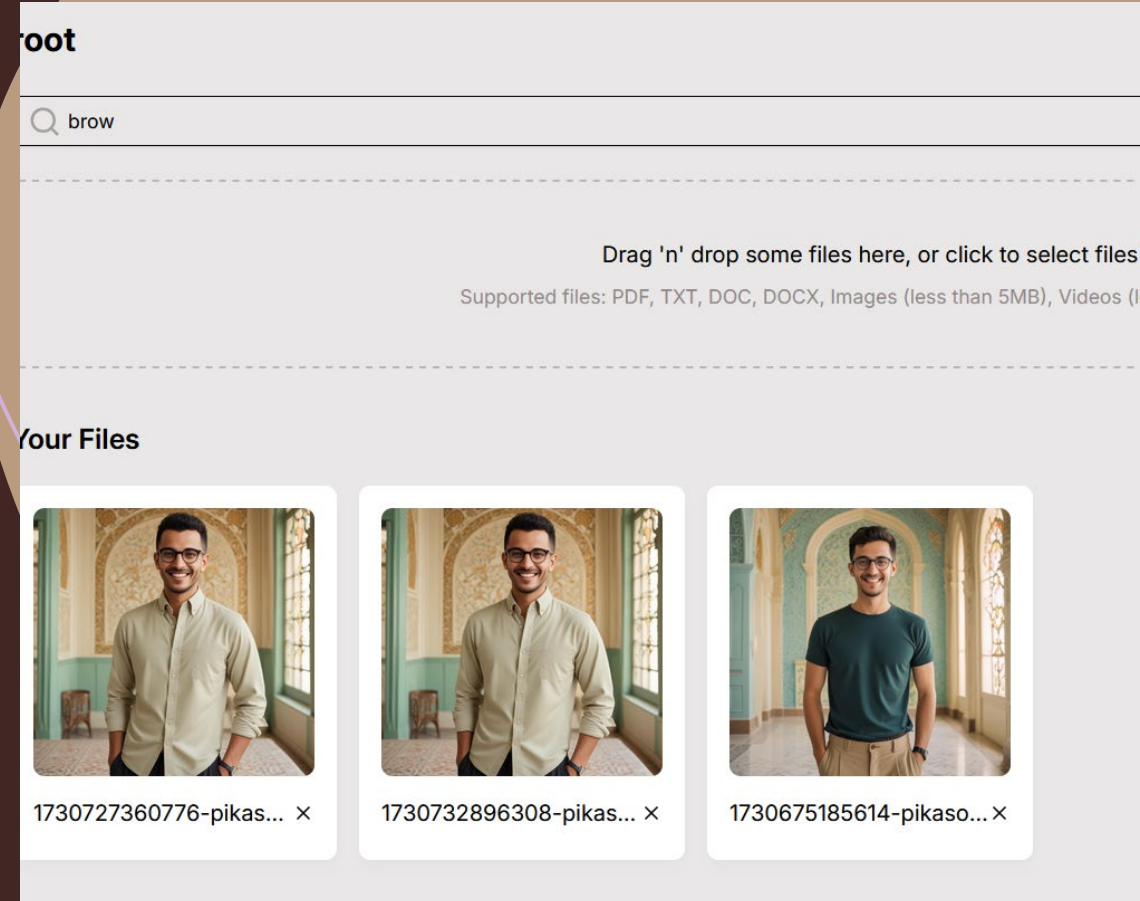 root
brow
Drag 'n' drop some files here, or click to select files
Supported files: PDF, TXT, DOC, DOCX, Images (less than 5MB), Videos (l
Your Files
1730727360776-pikas... ×
1730732896308-pikas... ×
1730675185614-pikaso... ×